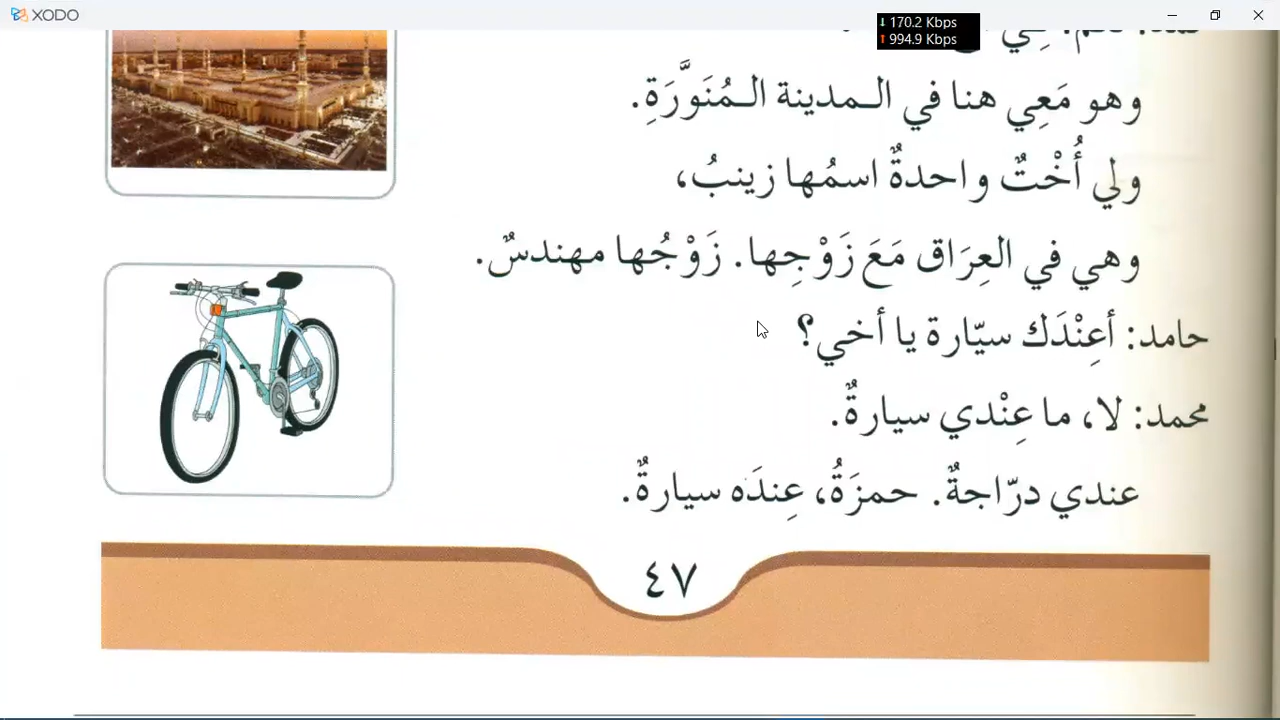 XODO
↓ 170.2 Kbps
↑ 994.9 Kbps
وهو مَعِي هنا في الـمدينة الـمُنَوَّرَةِ.
ولي أُخْتٌ واحدةٌ اسمُها زينبُ،
وهي في العِرَاق مَعَ زَوْجِها. زَوْجُها مهندسٌ.
حامد: أعِنْدَك سيّارة يا أخي؟
محمد: لا، ما عِنْدي سيارةٌ.
عندي درّاجةٌ. حمزَةُ، عِندَه سيارةٌ.
٤٧